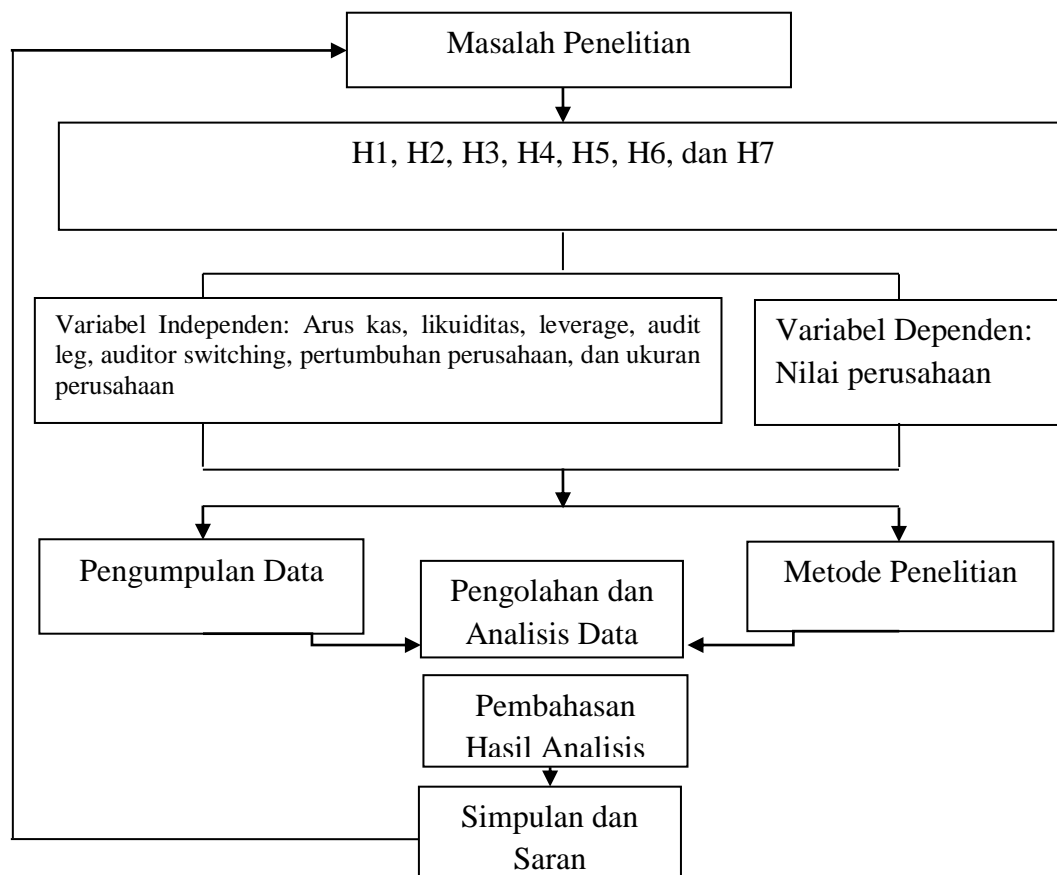 Masalah Penelitian
H1, H2, H3, H4, H5, H6, dan H7
Variabel Independen: Arus kas, likuiditas, leverage, audit
leg, auditor switching, pertumbuhan perusahaan, dan ukuran
perusahaan
Variabel Dependen:
Nilai perusahaan
Pengumpulan Data
Metode Penelitian
Pengolahan dan
Analisis Data
Pembahasan
Hasil Analisis
Simpulan dan
Saran